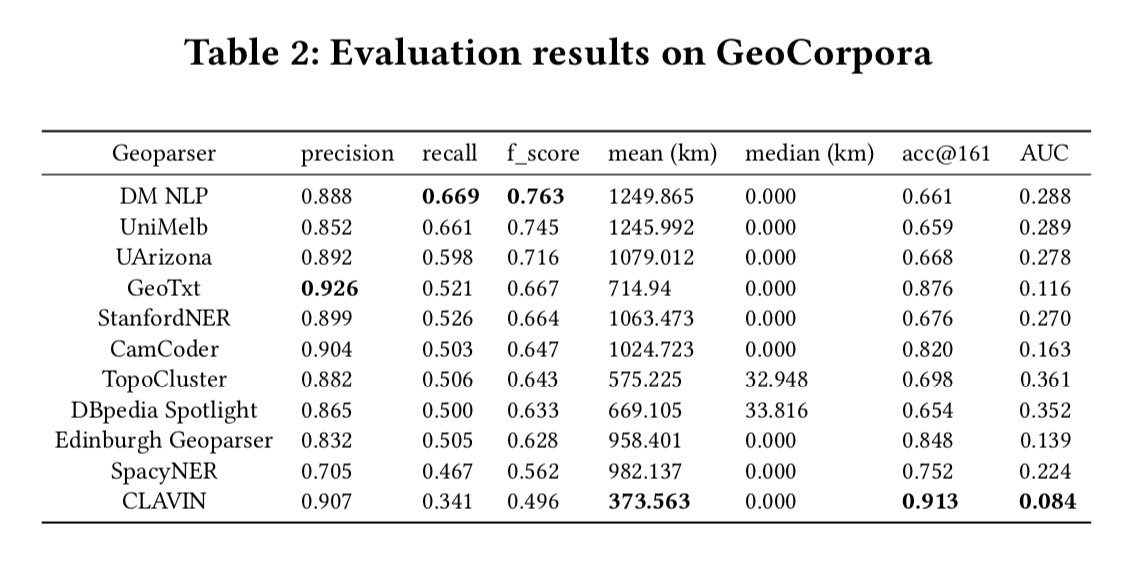 Table 2: Evaluation results on GeoCorpora
Geoparser precision recall f_score mean (km) median (km) acc@161 AUC
DM NLP 0.888 0.669 0.763 1249.865 0.000 0.661 0.288
UniMelb 0.852 0.661 0.745 1245.992 0.000 0.659 0.289
UArizona 0.892 0.598 0.716 1079.012 0.000 0.668 0.278
GeoTxt 0.926 0.521 0.667 714.94 0.000 0.876 0.116
StanfordNER 0.899 0.526 0.664 1063.473 0.000 0.676 0.270
CamCoder 0.904 0.503 0.647 1024.723 0.000 0.820 0.163
TopoCluster 0.882 0.506 0.643 575.225 32.948 0.698 0.361
DBpedia Spotlight 0.865 0.500 0.633 669.105 33.816 0.654 0.352
Edinburgh Geoparser 0.832 0.505 0.628 958.401 0.000 0.848 0.139
SpacyNER 0.705 0.467 0.562 982.137 0.000 0.752 0.224
CLAVIN 0.907 0.341 0.496 373.563 0.000 0.913 0.084